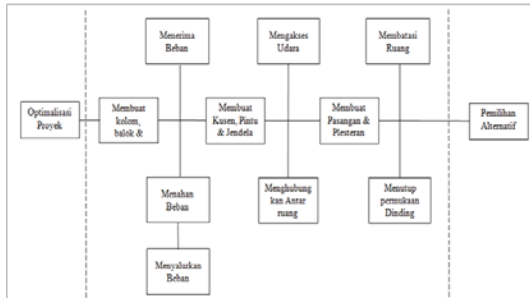 Menerima
Beban
Mengakses
Udara
Membatasi
Ruang
Optimalisasi
Proyek
Membuat
kolom,
balok &
Membuat
Kusen, Pintu
& Jendela
Membuat
Pasangan &
Plesteran
Pemilihan
Alternatif
Menahan
Beban
Menghubung
kan Antar
ruang
Menutup
permukaan
Dinding
Menyalurkan
Beban